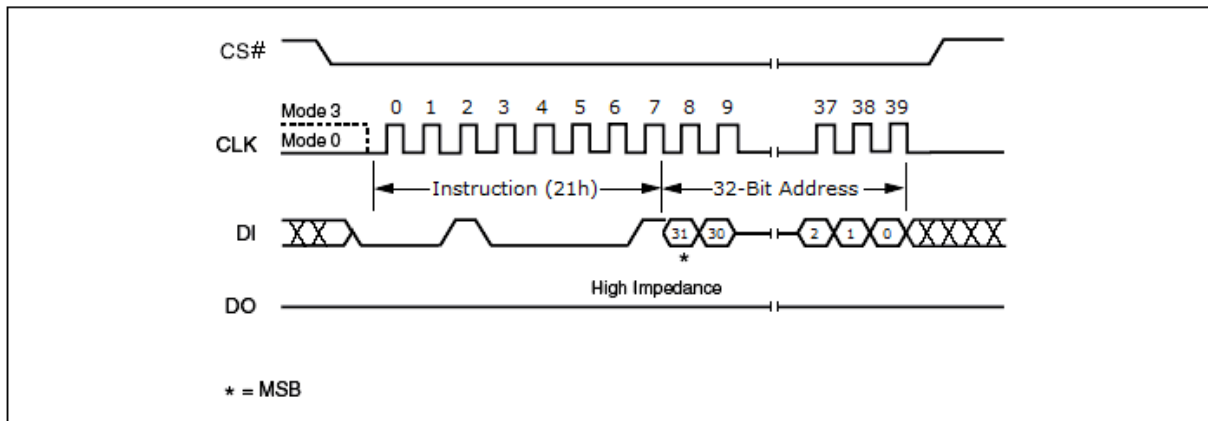 CS#
Mode 3 0 1 2 3 4 5 6 7 8 9 37 38 39
CLK Mode 0
Instruction (21h) 32-Bit Address
DI 31 30 2 1 0
*
High Impedance
DO
* = MSB